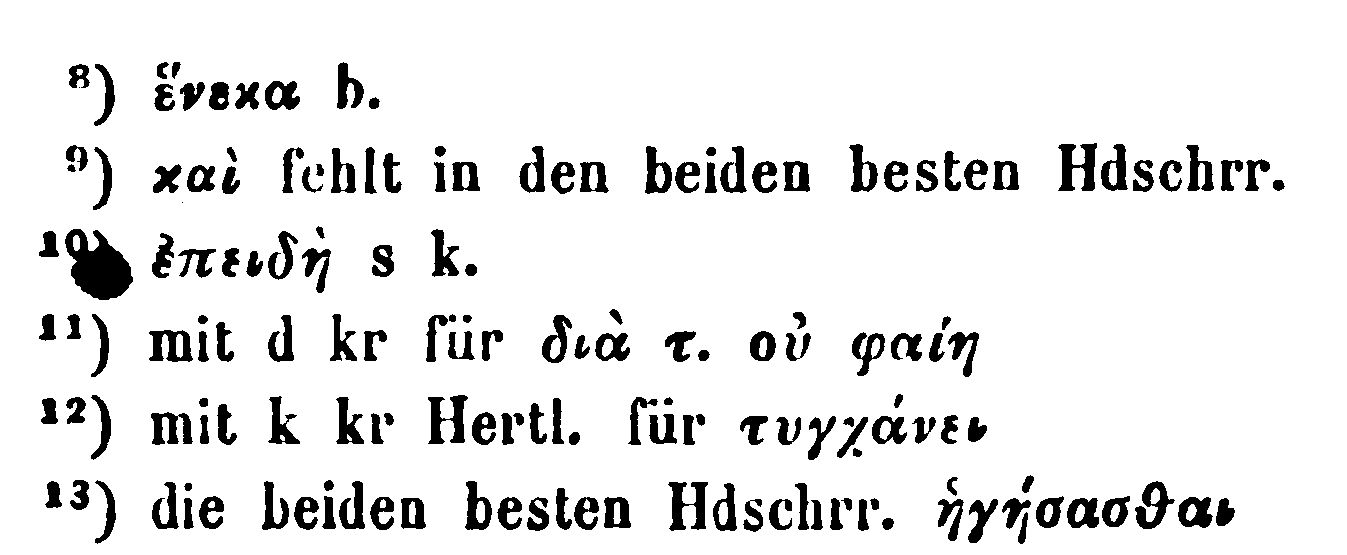 ⁸) ἕνεκα b.
⁹) καὶ fehlt in den beiden besten Hdschrr.
¹⁰) ἐπειδὴ s k.
¹¹) mit d kr für διὰ τ. οὐ φαίη
¹²) mit k kr Hertl. für τυγχάνει
¹³) die beiden besten Hdschrr. ἡγήσασθαι